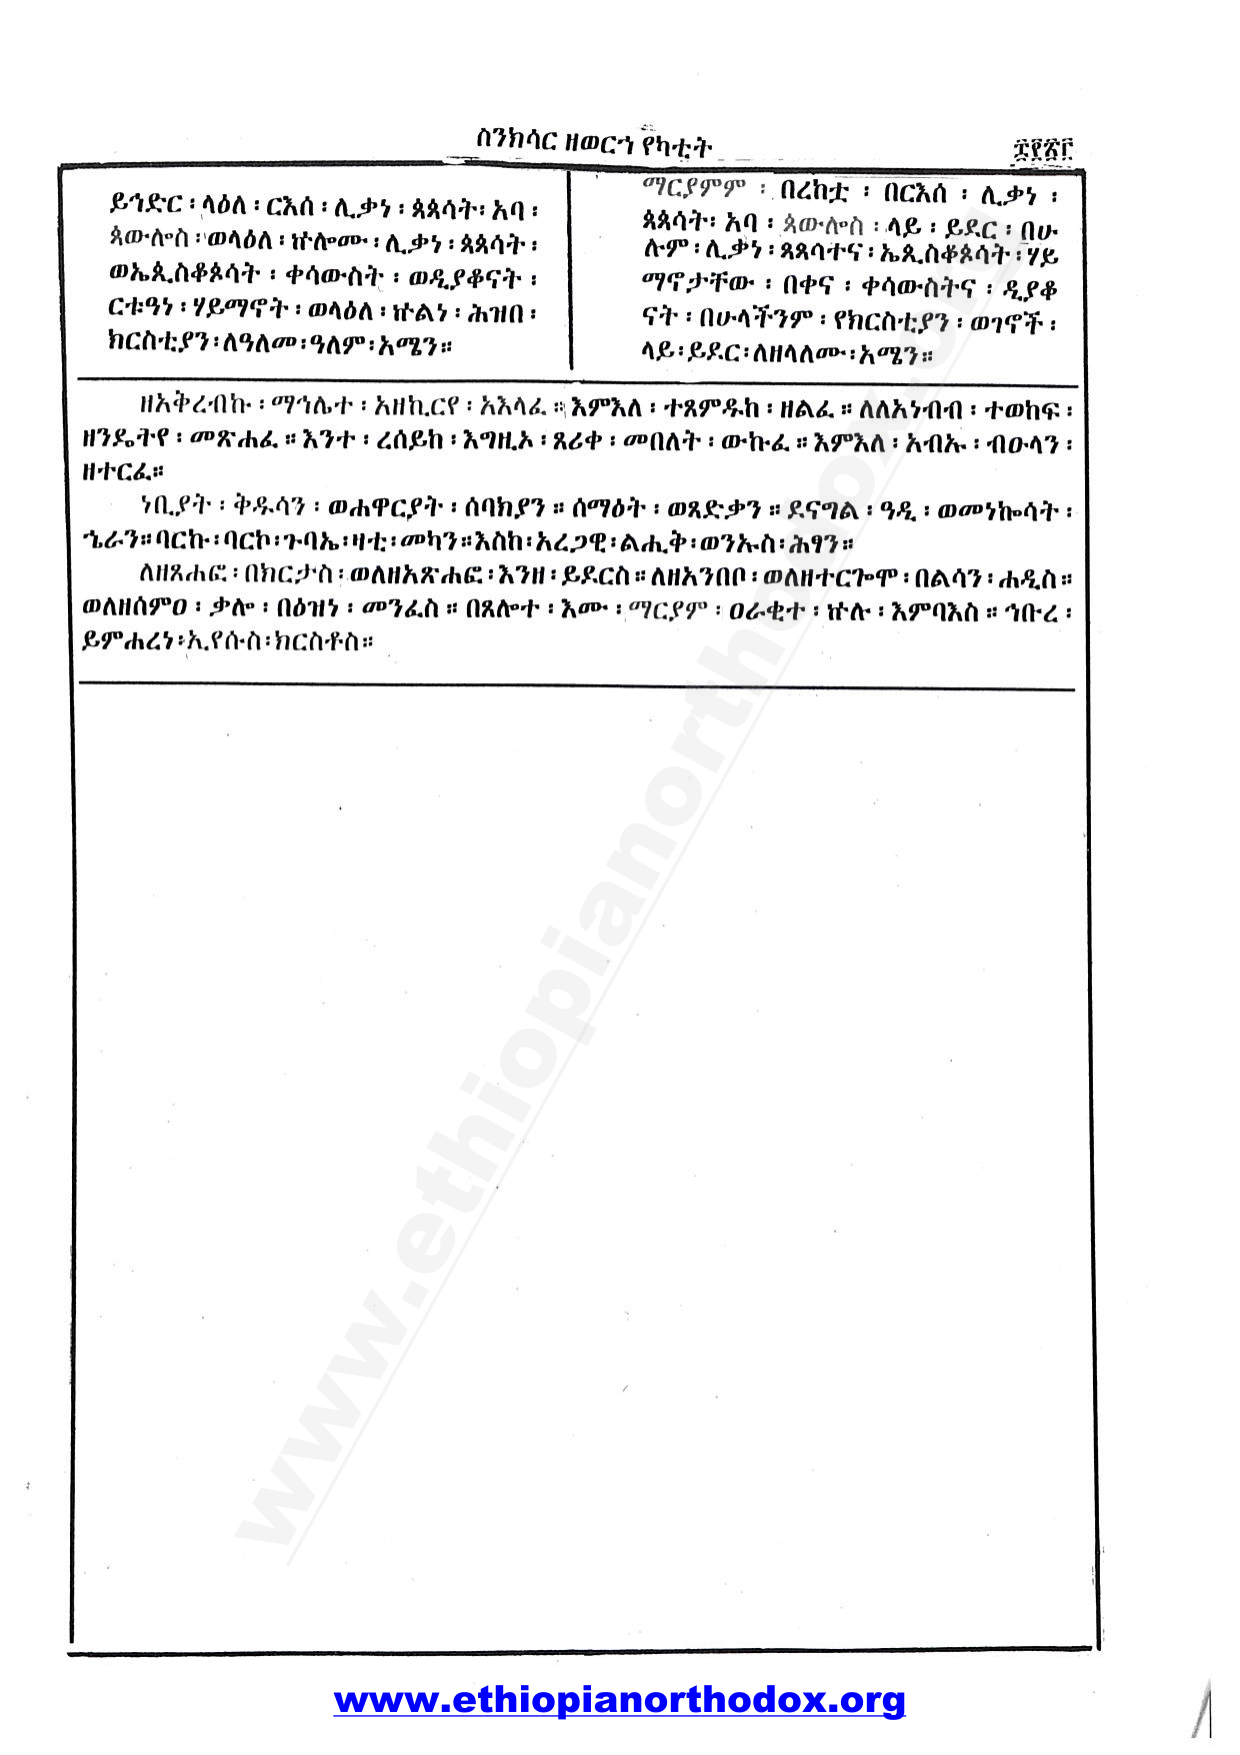 ስንክሳር ዘወርኀ የካቲት
ይኅድር፡ላዕለ፡ርእሰ፡ሊቃነ፡ጳጳሳት፡አባ፡
ጳውሎስ፡ወላዕለ፡ኵሎሙ፡ሊቃነ፡ጳጳሳት፡
ወኤጲስቆጶሳት፡ቀሳውስት፡ወዲያቆናት፡
ርቱዓነ፡ሃይማኖት፡ወላዕለ፡ኵልነ፡ሕዝበ፡
ክርስቲያን፡ለዓለመ፡ዓለም፡አሜን።
ማርያምም፡በረከቷ፡በርእሰ፡ሊቃነ፡
ጳጳሳት፡አባ፡ጳውሎስ፡ላይ፡ይደር፡በሁ
ሉም፡ሊቃነ፡ጳጳሳተና፡ኤጲስቆጶሳት፡ሃይ
ማኖታቸው፡በቀና፡ቀሳውስትና፡ዲያቆ
ናት፡በሁላችንም፡የክርስቲያን፡ወገኖች፡
ላይ፡ይደር፡ለዘላለሙ፡አሜን።
ዘአቅረብኩ፡ማኅሌተ፡አዘኪርየ፡አእላፈ።እምእለ፡ተጸምዱከ፡ዘልፈ።ለለአነብብ፡ተወከፍ፡
ዘንዴትየ፡መጽሐፈ።እንተ፡ረሰይከ፡እግዚኦ፡ጸሪቀ፡መበለት፡ውኩፈ።እምእለ፡አብኡ፡ብዑላን፡
ዘተርፈ።
ነቢያት፡ቅዱሳን፡ወሐዋርያት፡ሰባክያን።ሰማዕት፡ወጻድቃን።ደናግል፡ዓዲ፡ወመነኰሳት፡
ኄራን።ባርኩ፡ባርኮ፡ጉባኤ፡ዛቲ፡መካን።እስከ፡አረጋዊ፡ልሒቅ፡ወንኡስ፡ሕፃን።
ለዘጸሐፎ፡በክርታስ፡ወለዘአጽሐፎ፡እንዘ፡ይደርስ።ለዘአንበቦ፡ወለዘተርጐሞ፡በልሳን፡ሐዲስ።
ወለዘሰምዐ፡ቃሎ፡በዕዝነ፡መንፈስ።በጸሎተ፡እሙ፡ማርያም፡ዐራቂተ፡ኵሉ፡እምባእስ።ኅቡረ፡
ይምሐረነ፡ኢየሱስ፡ክርስቶስ።
www.ethiopianorthodox.org
www.ethiopianorthodox.org